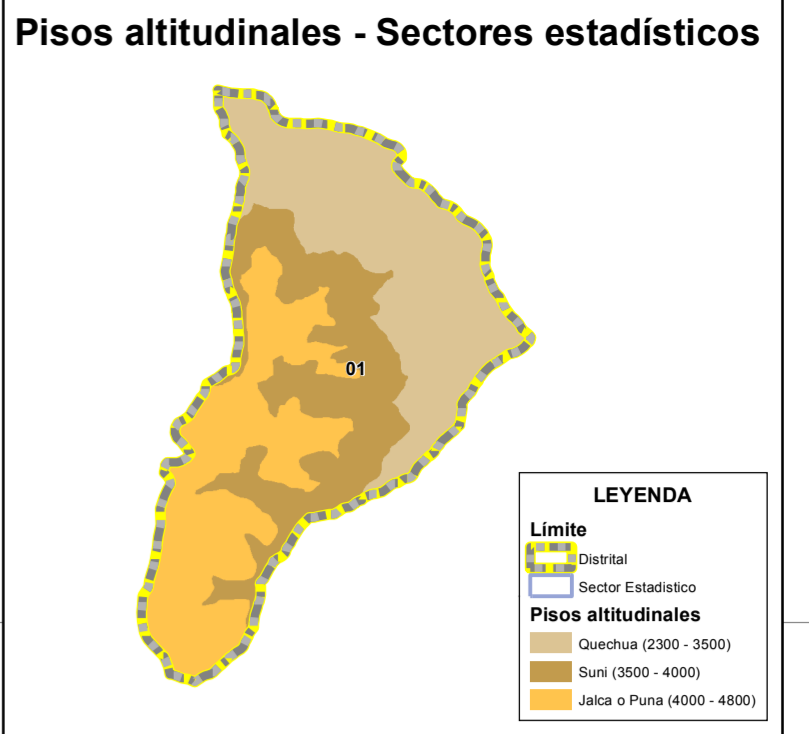 Pisos altitudinales - Sectores estadísticos
01
LEYENDA
Límite
Distrital
Sector Estadistico
Pisos altitudinales
Quechua (2300 - 3500)
Suni (3500 - 4000)
Jalca o Puna (4000 - 4800)